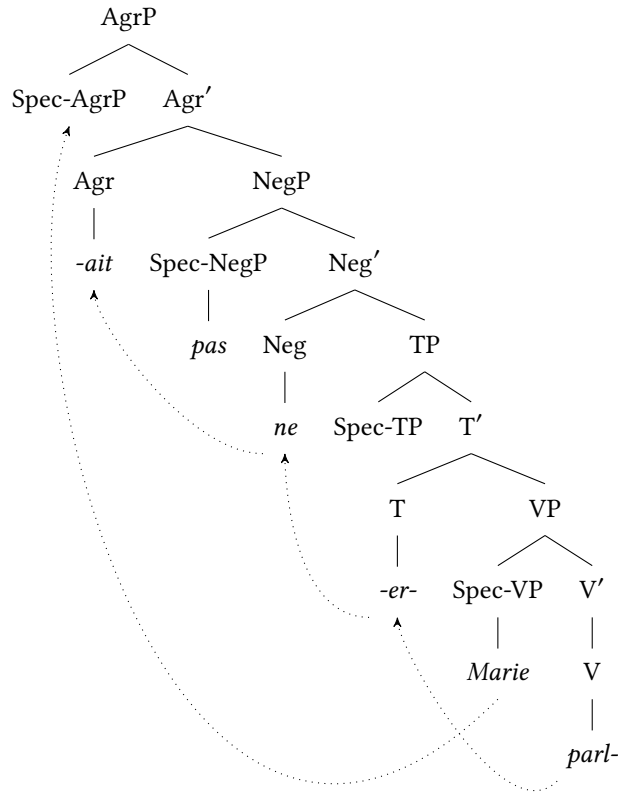 AgrP
Spec-AgrP Agr′
Agr NegP
-ait Spec-NegP Neg′
pas Neg TP
ne Spec-TP T′
T VP
-er- Spec-VP V′
Marie V
parl-